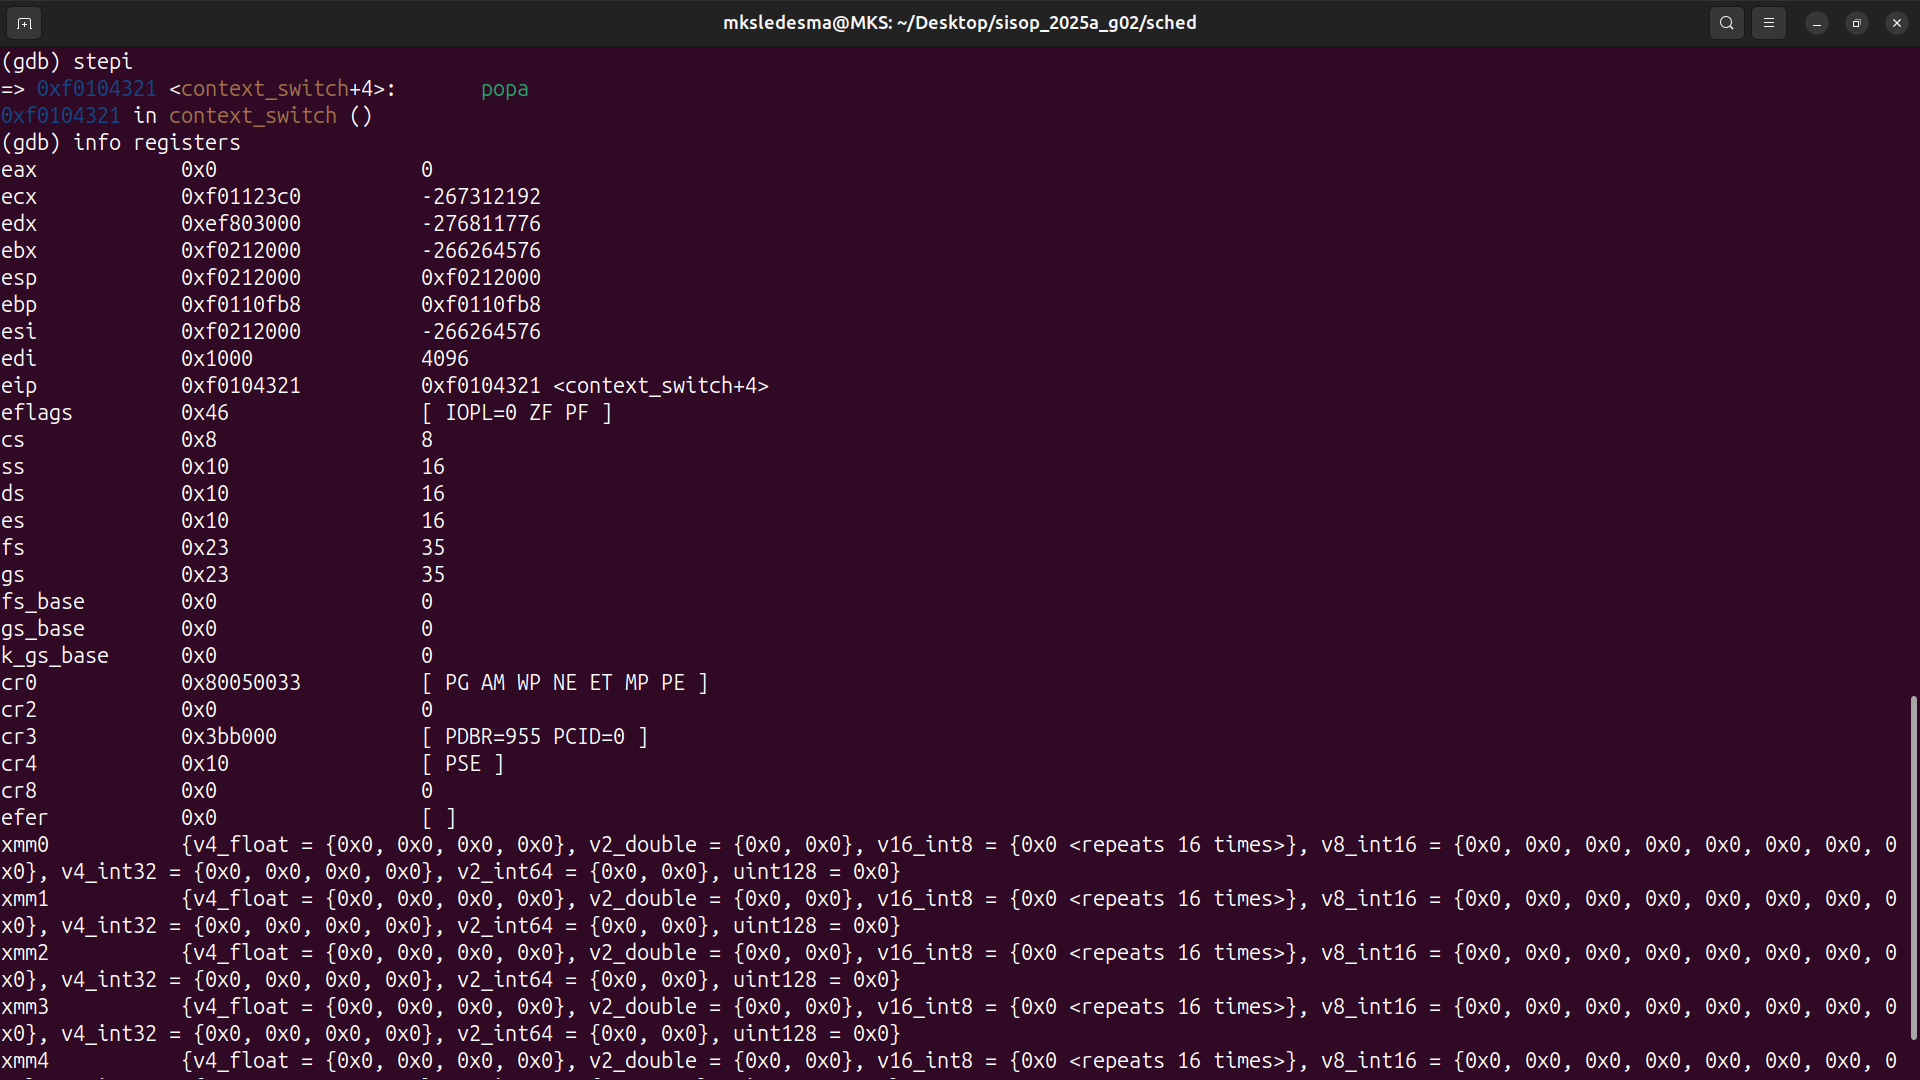 mksledesma@MKS: ~/Desktop/sisop_2025a_g02/sched
(gdb) stepi
=> 0xf0104321 <context_switch+4>:       popa
0xf0104321 in context_switch ()
(gdb) info registers
eax            0x0                 0
ecx            0xf01123c0          -267312192
edx            0xef803000          -276811776
ebx            0xf0212000          -266264576
esp            0xf0212000          0xf0212000
ebp            0xf0110fb8          0xf0110fb8
esi            0xf0212000          -266264576
edi            0x1000              4096
eip            0xf0104321          0xf0104321 <context_switch+4>
eflags         0x46                [ IOPL=0 ZF PF ]
cs             0x8                 8
ss             0x10                16
ds             0x10                16
es             0x10                16
fs             0x23                35
gs             0x23                35
fs_base        0x0                 0
gs_base        0x0                 0
k_gs_base      0x0                 0
cr0            0x80050033          [ PG AM WP NE ET MP PE ]
cr2            0x0                 0
cr3            0x3bb000            [ PDBR=955 PCID=0 ]
cr4            0x10                [ PSE ]
cr8            0x0                 0
efer           0x0                 [ ]
xmm0           {v4_float = {0x0, 0x0, 0x0, 0x0}, v2_double = {0x0, 0x0}, v16_int8 = {0x0 <repeats 16 times>}, v8_int16 = {0x0, 0x0, 0x0, 0x0, 0x0, 0x0, 0x0, 0
x0}, v4_int32 = {0x0, 0x0, 0x0, 0x0}, v2_int64 = {0x0, 0x0}, uint128 = 0x0}
xmm1           {v4_float = {0x0, 0x0, 0x0, 0x0}, v2_double = {0x0, 0x0}, v16_int8 = {0x0 <repeats 16 times>}, v8_int16 = {0x0, 0x0, 0x0, 0x0, 0x0, 0x0, 0x0, 0
x0}, v4_int32 = {0x0, 0x0, 0x0, 0x0}, v2_int64 = {0x0, 0x0}, uint128 = 0x0}
xmm2           {v4_float = {0x0, 0x0, 0x0, 0x0}, v2_double = {0x0, 0x0}, v16_int8 = {0x0 <repeats 16 times>}, v8_int16 = {0x0, 0x0, 0x0, 0x0, 0x0, 0x0, 0x0, 0
x0}, v4_int32 = {0x0, 0x0, 0x0, 0x0}, v2_int64 = {0x0, 0x0}, uint128 = 0x0}
xmm3           {v4_float = {0x0, 0x0, 0x0, 0x0}, v2_double = {0x0, 0x0}, v16_int8 = {0x0 <repeats 16 times>}, v8_int16 = {0x0, 0x0, 0x0, 0x0, 0x0, 0x0, 0x0, 0
x0}, v4_int32 = {0x0, 0x0, 0x0, 0x0}, v2_int64 = {0x0, 0x0}, uint128 = 0x0}
xmm4           {v4_float = {0x0, 0x0, 0x0, 0x0}, v2_double = {0x0, 0x0}, v16_int8 = {0x0 <repeats 16 times>}, v8_int16 = {0x0, 0x0, 0x0, 0x0, 0x0, 0x0, 0x0, 0